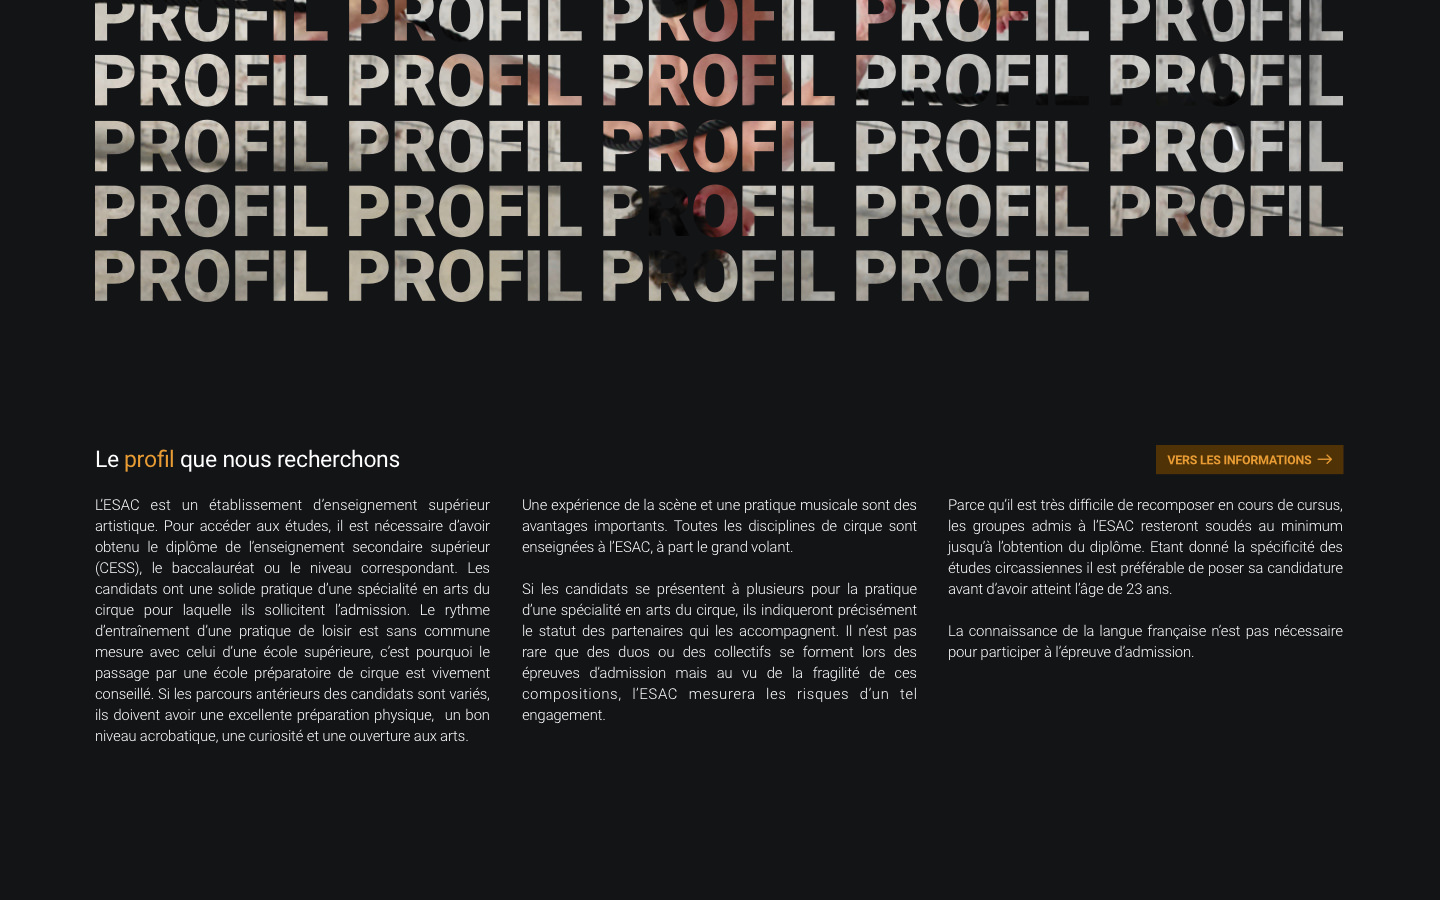 PROFIL PROFIL PROFIL PROFIL PROFIL
PROFIL PROFIL PROFIL PROFIL PROFIL
PROFIL PROFIL PROFIL PROFIL PROFIL
PROFIL PROFIL PROFIL PROFIL PROFIL
PROFIL PROFIL PROFIL PROFIL
Le profil que nous recherchons
VERS LES INFORMATIONS →
L’ESAC est un établissement d’enseignement supérieur
artistique. Pour accéder aux études, il est nécessaire d’avoir
obtenu le diplôme de l’enseignement secondaire supérieur
(CESS), le baccalauréat ou le niveau correspondant. Les
candidats ont une solide pratique d’une spécialité en arts du
cirque pour laquelle ils sollicitent l’admission. Le rythme
d’entraînement d’une pratique de loisir est sans commune
mesure avec celui d’une école supérieure, c’est pourquoi le
passage par une école préparatoire de cirque est vivement
conseillé. Si les parcours antérieurs des candidats sont variés,
ils doivent avoir une excellente préparation physique, un bon
niveau acrobatique, une curiosité et une ouverture aux arts.
Une expérience de la scène et une pratique musicale sont des
avantages importants. Toutes les disciplines de cirque sont
enseignées à l’ESAC, à part le grand volant.
Si les candidats se présentent à plusieurs pour la pratique
d’une spécialité en arts du cirque, ils indiqueront précisément
le statut des partenaires qui les accompagnent. Il n’est pas
rare que des duos ou des collectifs se forment lors des
épreuves d’admission mais au vu de la fragilité de ces
compositions, l’ESAC mesurera les risques d’un tel
engagement.
Parce qu’il est très difficile de recomposer en cours de cursus,
les groupes admis à l’ESAC resteront soudés au minimum
jusqu’à l’obtention du diplôme. Etant donné la spécificité des
études circassiennes il est préférable de poser sa candidature
avant d’avoir atteint l’âge de 23 ans.
La connaissance de la langue française n’est pas nécessaire
pour participer à l’épreuve d’admission.